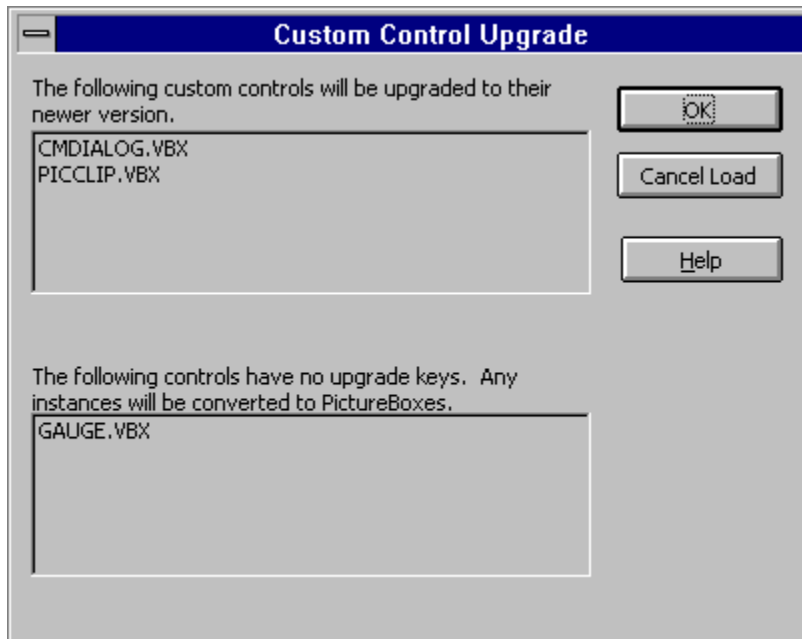 Custom Control Upgrade
The following custom controls will be upgraded to their
newer version.
CMDIALOG.VBX
PICCLIP.VBX
OK
Cancel Load
Help
The following controls have no upgrade keys.  Any
instances will be converted to PictureBoxes.
GAUGE.VBX